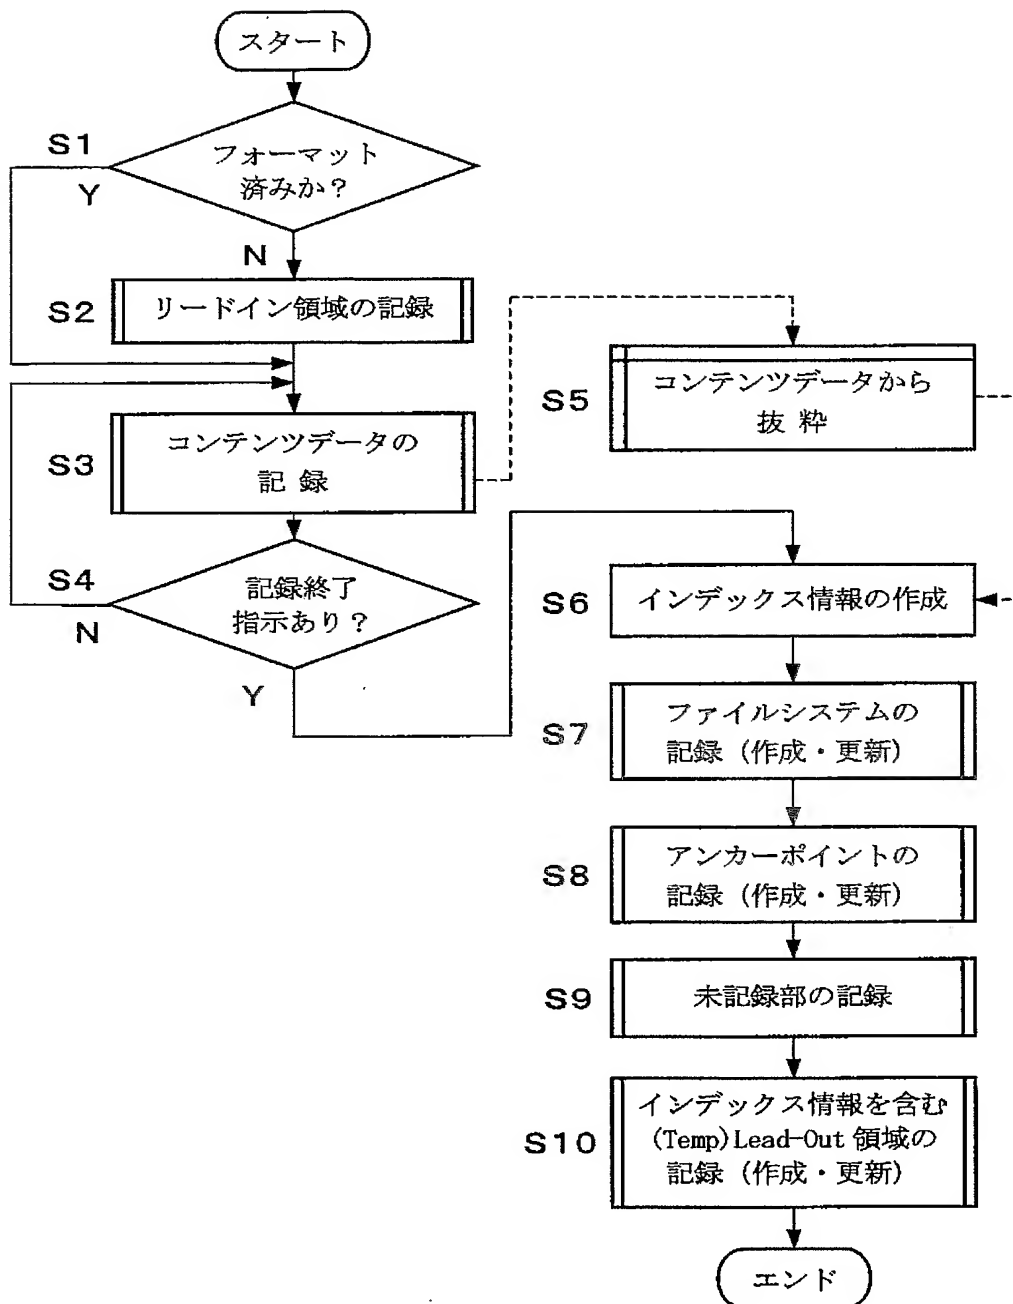 スタート
S1
フォーマット
済みか?
Y
N
S2
リードイン領域の記録
S3
コンテンツデータの
記 録
S4
記録終了
指示あり?
N
Y
S5
コンテンツデータから
抜 粋
S6
インデックス情報の作成
S7
ファイルシステムの
記録(作成・更新)
S8
アンカーポイントの
記録(作成・更新)
S9
未記録部の記録
S10
インデックス情報を含む
(Temp)Lead-Out 領域の
記録(作成・更新)
エンド